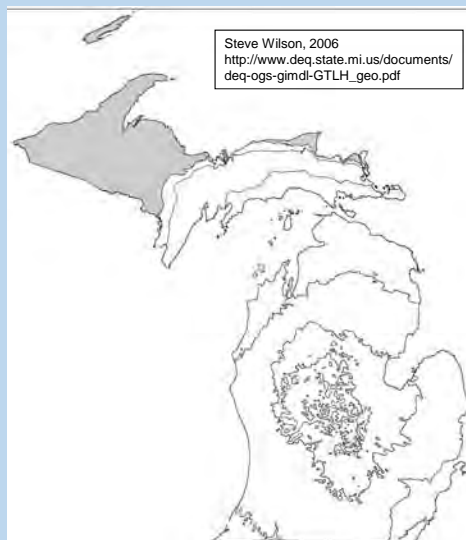 Steve Wilson, 2006
http://www.deq.state.mi.us/documents/
deq-ogs-gimdl-GTLH_geo.pdf